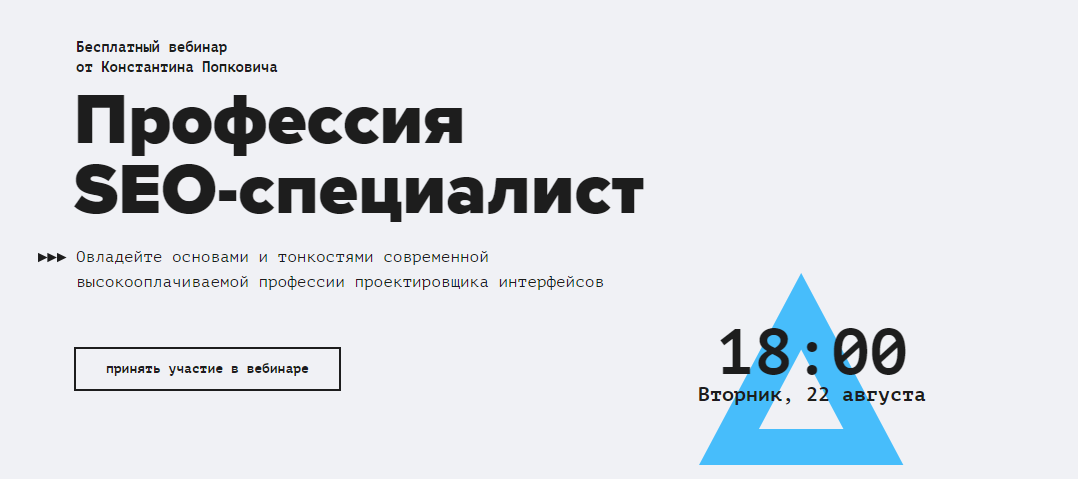 Бесплатный вебинар
от Константина Попковича
Профессия
SEO-специалист
Овладейте основами и тонкостями современной
высокооплачиваемой профессии проектировщика интерфейсов
принять участие в вебинаре
18:00
Вторник, 22 августа